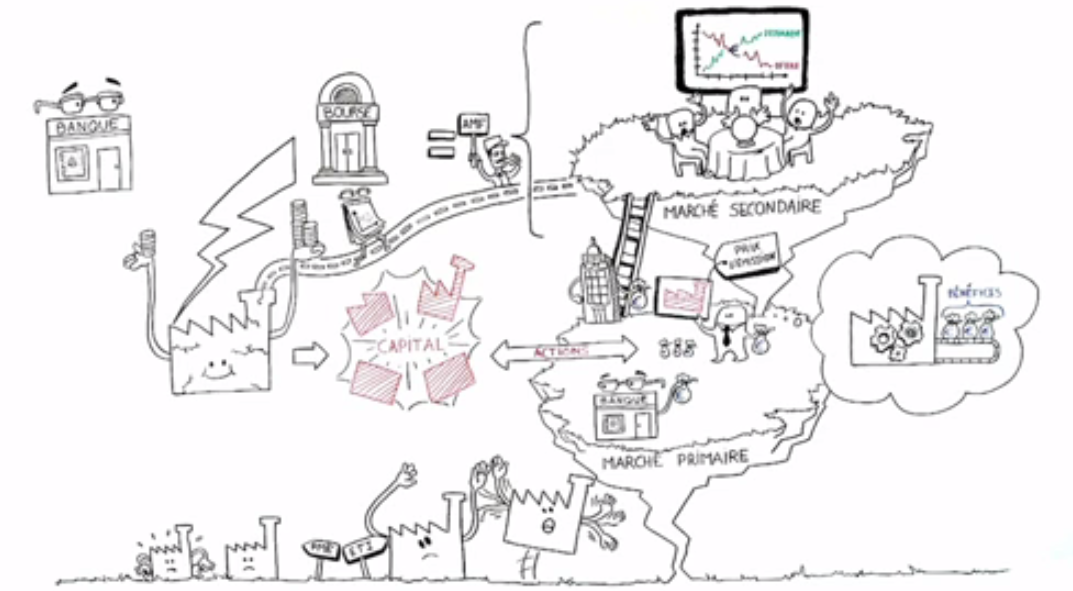 DEMANDE
OFFRE
BANQUE
BOURSE
AMF
MARCHÉ SECONDAIRE
PRIX
D'ÉMISSION
BÉNÉFICES
CAPITAL
ACTIONS
BANQUE
MARCHÉ PRIMAIRE
PME
ETI